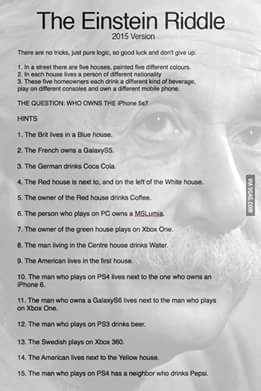 The Einstein Riddle
2015 Version
There are no tricks, just pure logic, so good luck and don't give up.
1. In a street there are five houses, painted five different colours.
2. In each house lives a person of different nationality
3. These five homeowners each drink a different kind of beverage,
play on different consoles and own a different mobile phone.
THE QUESTION: WHO OWNS THE iPhone 5s?
HINTS
1. The Brit lives in a Blue house.
2. The French owns a GalaxyS5.
3. The German drinks Coca Cola.
4. The Red house is next to, and on the left of the White house.
5. The owner of the Red house drinks Coffee.
6. The person who plays on PC owns a MSLumia.
7. The owner of the green house plays on Xbox One.
8. The man living in the Centre house drinks Water.
9. The American lives in the first house.
10. The man who plays on PS4 lives next to the one who owns an
iPhone 6.
11. The man who owns a GalaxyS6 lives next to the man who plays
on Xbox One.
12. The man who plays on PS3 drinks beer.
13. The Swedish plays on Xbox 360.
14. The American lives next to the Yellow house.
15. The man who plays on PS4 has a neighbor who drinks Pepsi.
VIA 9GAG.COM